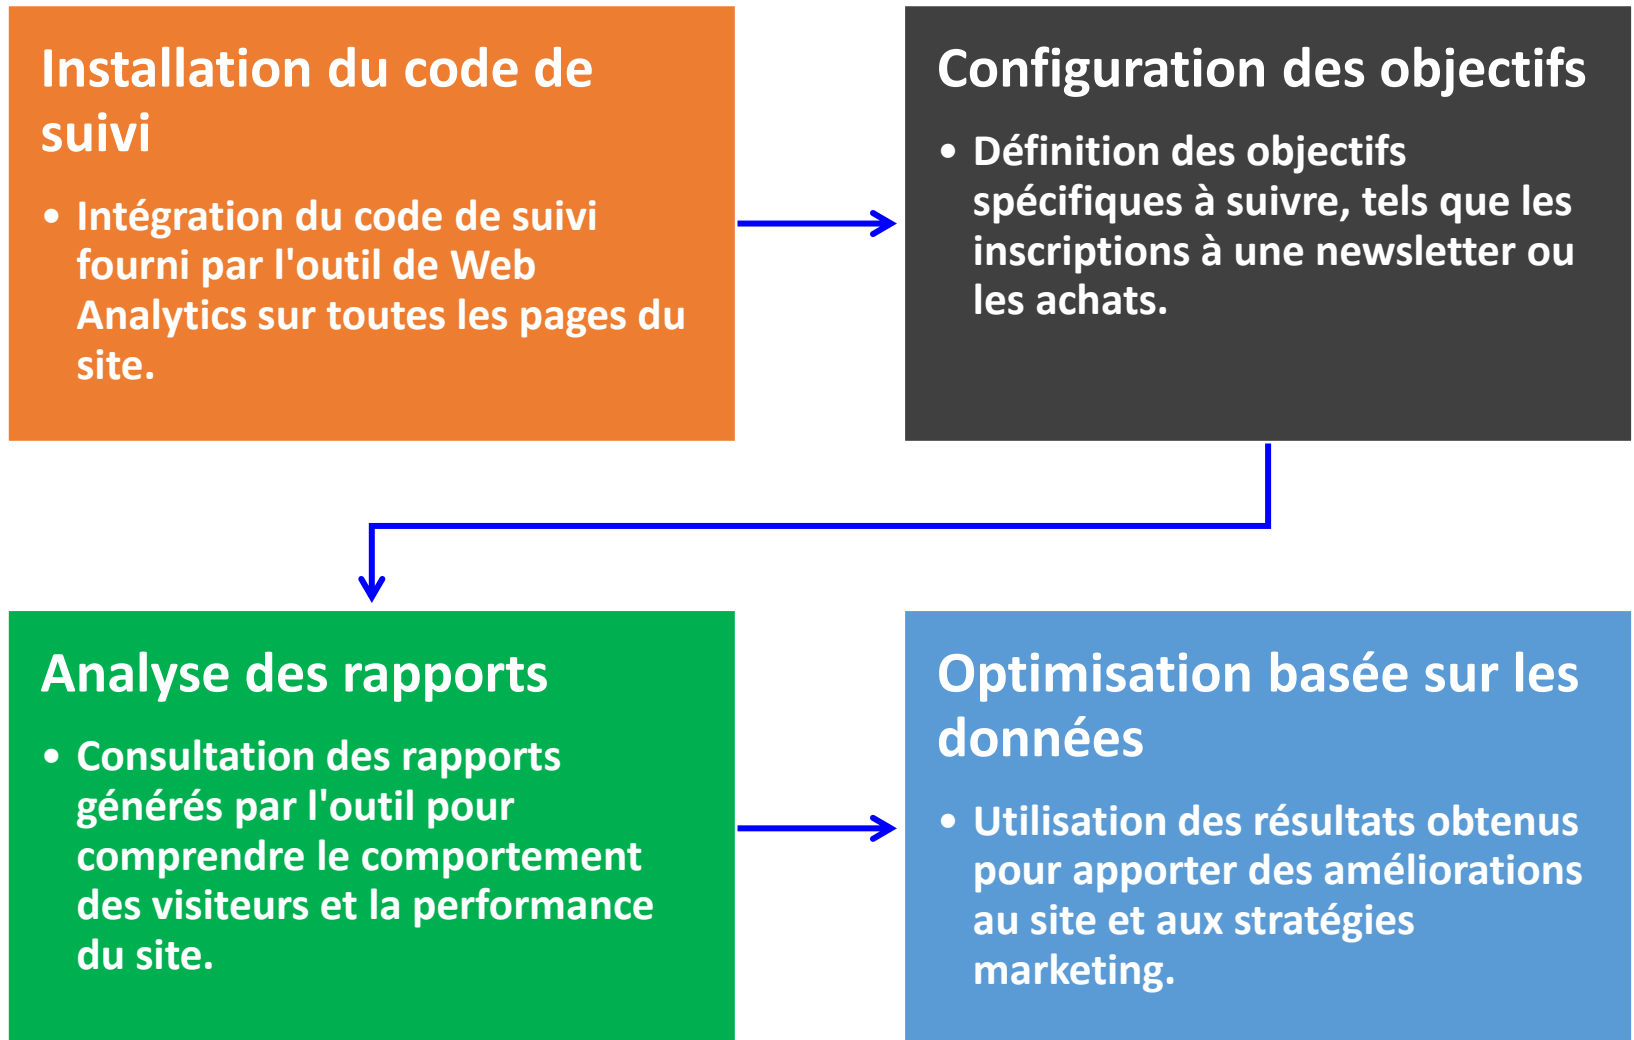 Installation du code de
suivi
• Intégration du code de suivi
fourni par l'outil de Web
Analytics sur toutes les pages du
site.
Configuration des objectifs
• Définition des objectifs
spécifiques à suivre, tels que les
inscriptions à une newsletter ou
les achats.
Analyse des rapports
• Consultation des rapports
générés par l'outil pour
comprendre le comportement
des visiteurs et la performance
du site.
Optimisation basée sur les
données
• Utilisation des résultats obtenus
pour apporter des améliorations
au site et aux stratégies
marketing.